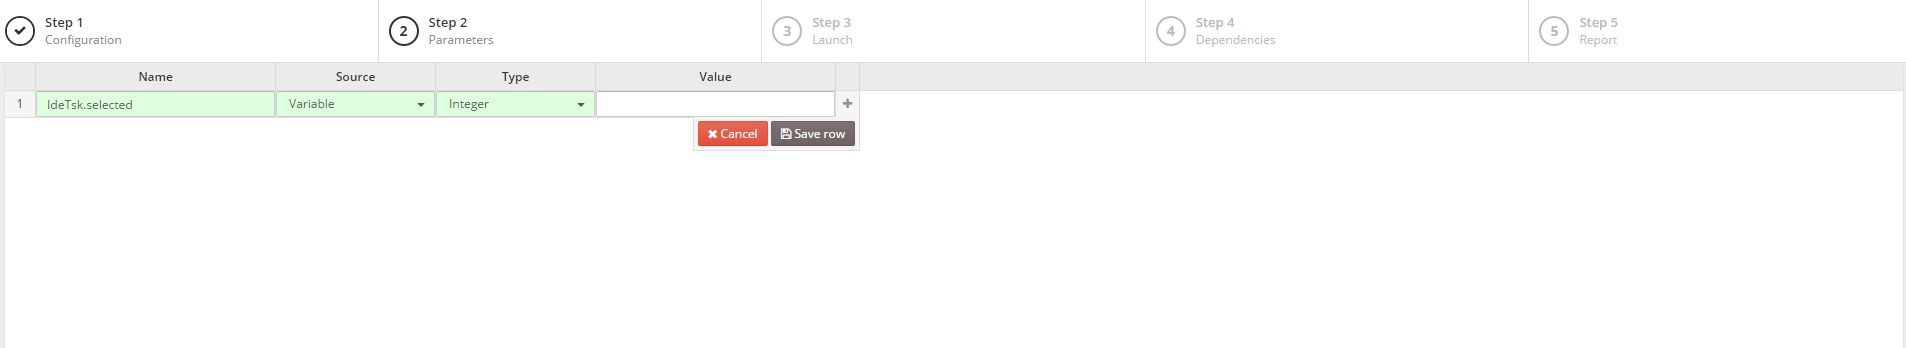 Step 1
Configuration
2
Step 2
Parameters
3
Step 3
Launch
4
Step 4
Dependencies
5
Step 5
Report
Name Source Type Value
1 IdeTsk.selected Variable Integer
Cancel Save row